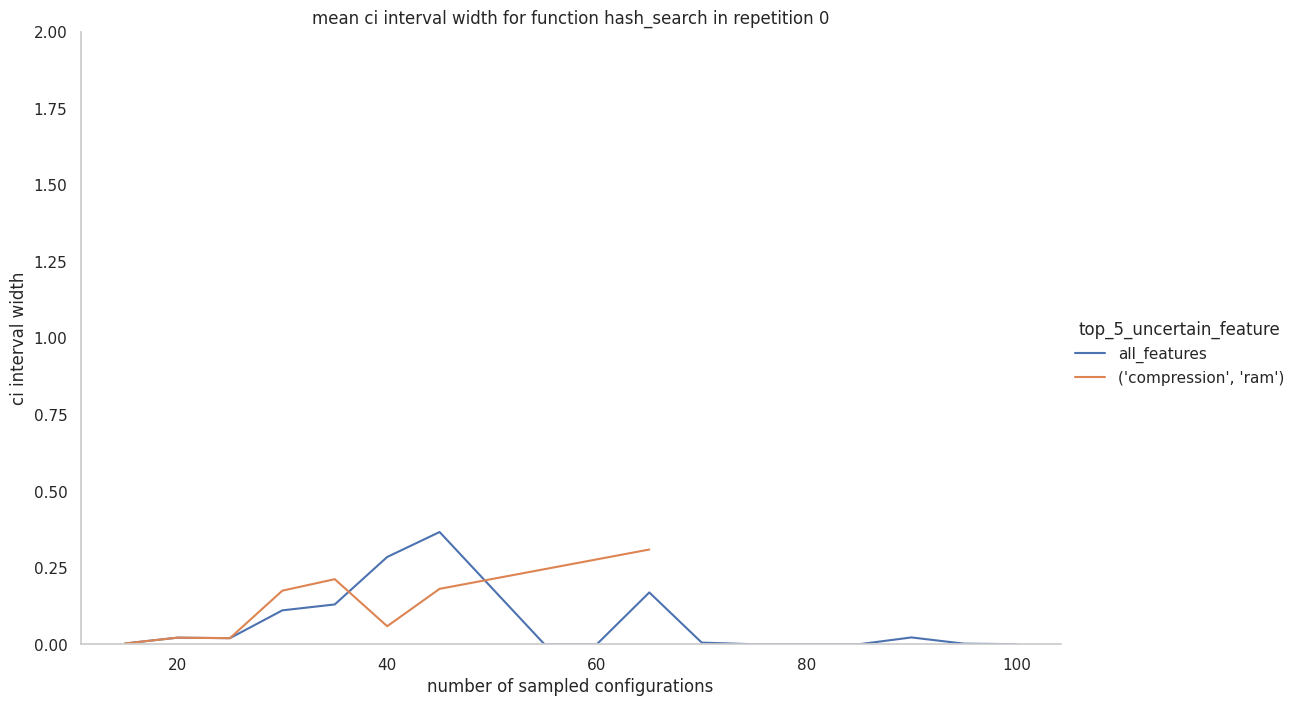 mean ci interval width for function hash_search in repetition 0
2.00
1.75
1.50
1.25
1.00
0.75
0.50
0.25
0.00
ci interval width
20
40
60
80
100
number of sampled configurations
top_5_uncertain_feature
all_features
('compression', 'ram')